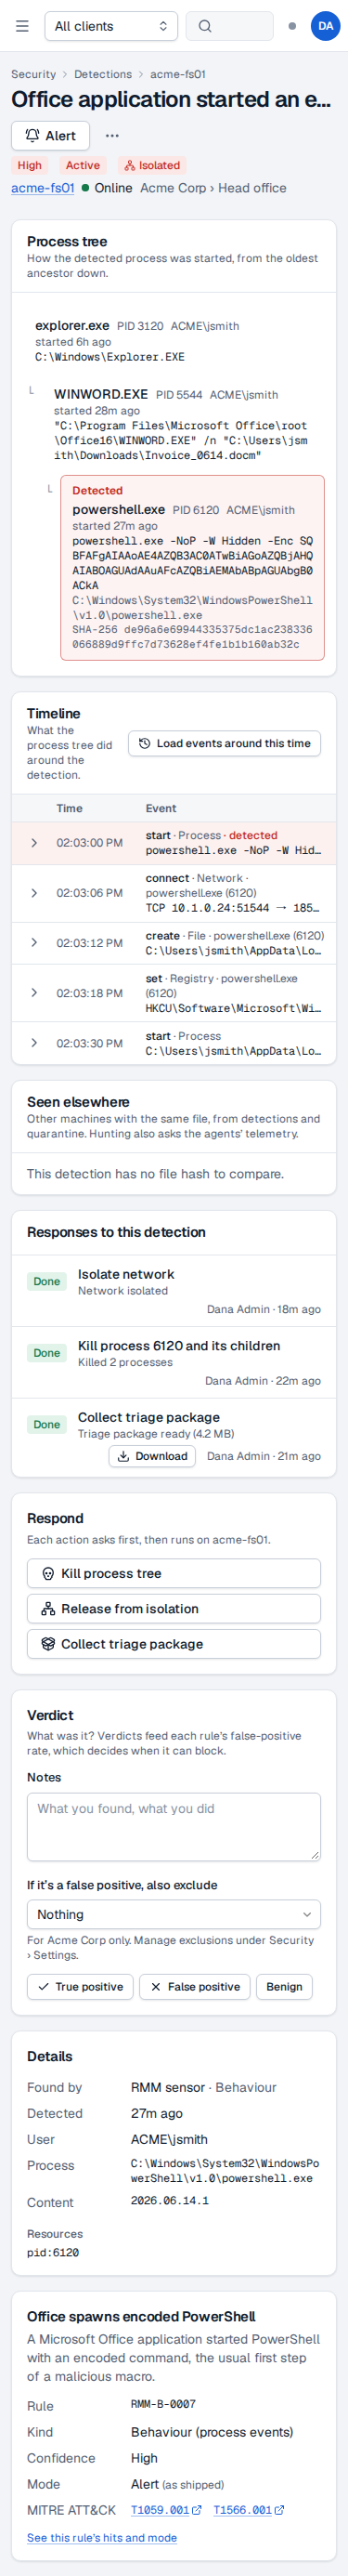 All clients
DA
Security > Detections > acme-fs01
Office application started an e...
Alert
High Active Isolated
acme-fs01 Online Acme Corp › Head office
Process tree
How the detected process was started, from the oldest
ancestor down.
explorer.exe PID 3120 ACME\jsmith
started 6h ago
C:\Windows\Explorer.EXE
WINWORD.EXE PID 5544 ACME\jsmith
started 28m ago
"C:\Program Files\Microsoft Office\root
\Office16\WINWORD.EXE" /n "C:\Users\jsm
ith\Downloads\Invoice_0614.docm"
Detected
powershell.exe PID 6120 ACME\jsmith
started 27m ago
powershell.exe -NoP -W Hidden -Enc SQ
BFAFgAIAAoAE4AZQB3AC0ATwBiAGoAZQBjAHQ
AIABOAGUAdAAuAFcAZQBiAEMAbABpAGUAbgB0
ACkA
C:\Windows\System32\WindowsPowerShell
\v1.0\powershell.exe
SHA-256 de96a6e69944335375dc1ac238336
066889d9ffc7d73628ef4fe1b1b160ab32c
Timeline
What the
process tree did
around the
detection.
Load events around this time
Time Event
02:03:00 PM start · Process · detected
powershell.exe -NoP -W Hid…
02:03:06 PM connect · Network ·
powershell.exe (6120)
TCP 10.1.0.24:51544 → 185…
02:03:12 PM create · File · powershell.exe (6120)
C:\Users\jsmith\AppData\Lo…
02:03:18 PM set · Registry · powershell.exe
(6120)
HKCU\Software\Microsoft\Wi…
02:03:30 PM start · Process
C:\Users\jsmith\AppData\Lo…
Seen elsewhere
Other machines with the same file, from detections and
quarantine. Hunting also asks the agents' telemetry.
This detection has no file hash to compare.
Responses to this detection
Done Isolate network
Network isolated
Dana Admin · 18m ago
Done Kill process 6120 and its children
Killed 2 processes
Dana Admin · 22m ago
Done Collect triage package
Triage package ready (4.2 MB)
Download Dana Admin · 21m ago
Respond
Each action asks first, then runs on acme-fs01.
Kill process tree
Release from isolation
Collect triage package
Verdict
What was it? Verdicts feed each rule's false-positive
rate, which decides when it can block.
Notes
What you found, what you did
If it's a false positive, also exclude
Nothing
For Acme Corp only. Manage exclusions under Security
› Settings.
True positive False positive Benign
Details
Found by RMM sensor · Behaviour
Detected 27m ago
User ACME\jsmith
Process C:\Windows\System32\WindowsPo
werShell\v1.0\powershell.exe
Content 2026.06.14.1
Resources
pid:6120
Office spawns encoded PowerShell
A Microsoft Office application started PowerShell
with an encoded command, the usual first step
of a malicious macro.
Rule RMM-B-0007
Kind Behaviour (process events)
Confidence High
Mode Alert (as shipped)
MITRE ATT&CK T1059.001 T1566.001
See this rule's hits and mode